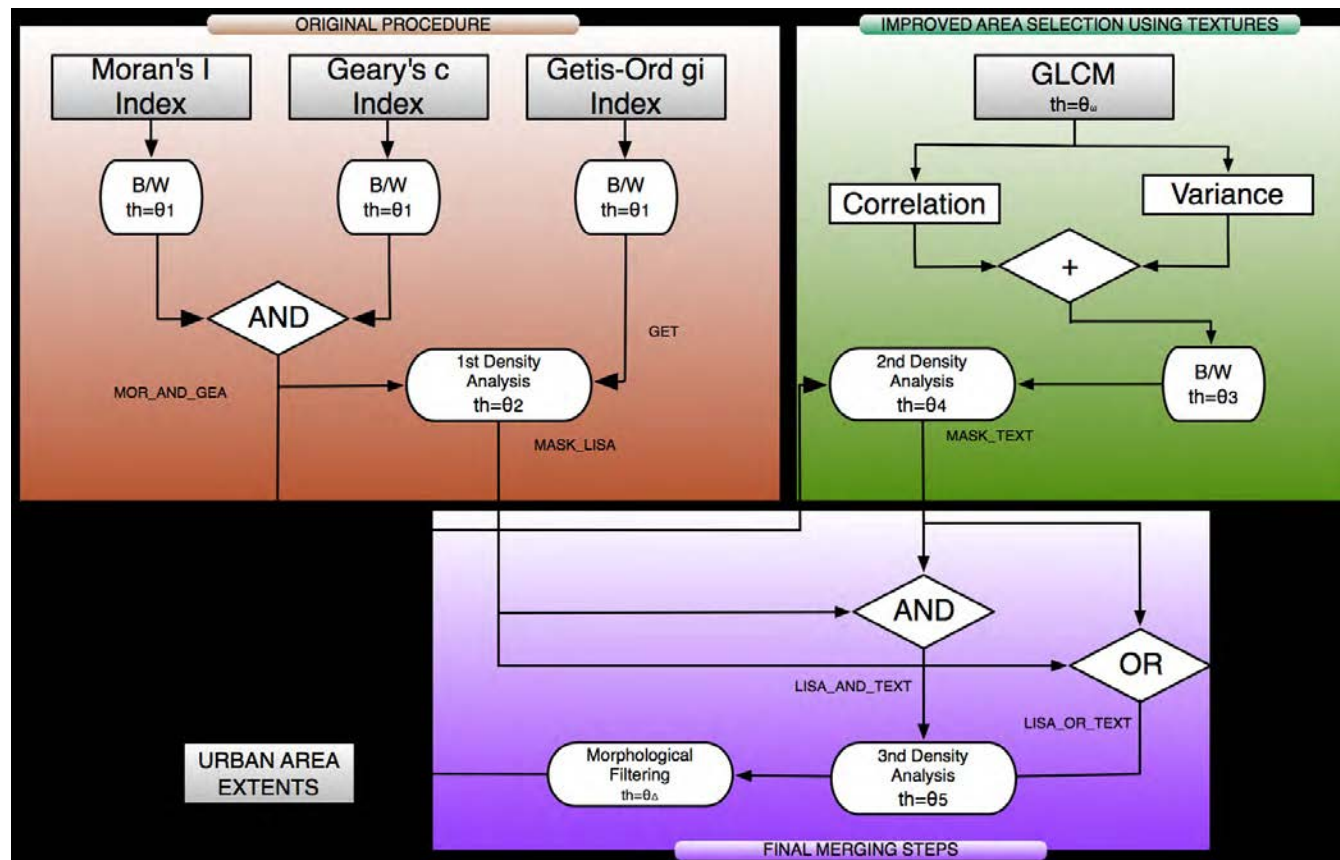 ORIGINAL PROCEDURE
Moran's I
Index
Geary's c
Index
Getis-Ord gi
Index
B/W
th=θ1
B/W
th=θ1
B/W
th=θ1
AND
GET
MOR_AND_GEA
1st Density
Analysis
th=θ2
MASK_LISA
IMPROVED AREA SELECTION USING TEXTURES
GLCM
th=θω
Correlation
Variance
+
B/W
th=θ3
2nd Density
Analysis
th=θ4
MASK_TEXT
AND
OR
LISA_AND_TEXT
LISA_OR_TEXT
3nd Density
Analysis
th=θ5
Morphological
Filtering
th=θΔ
URBAN AREA
EXTENTS
FINAL MERGING STEPS